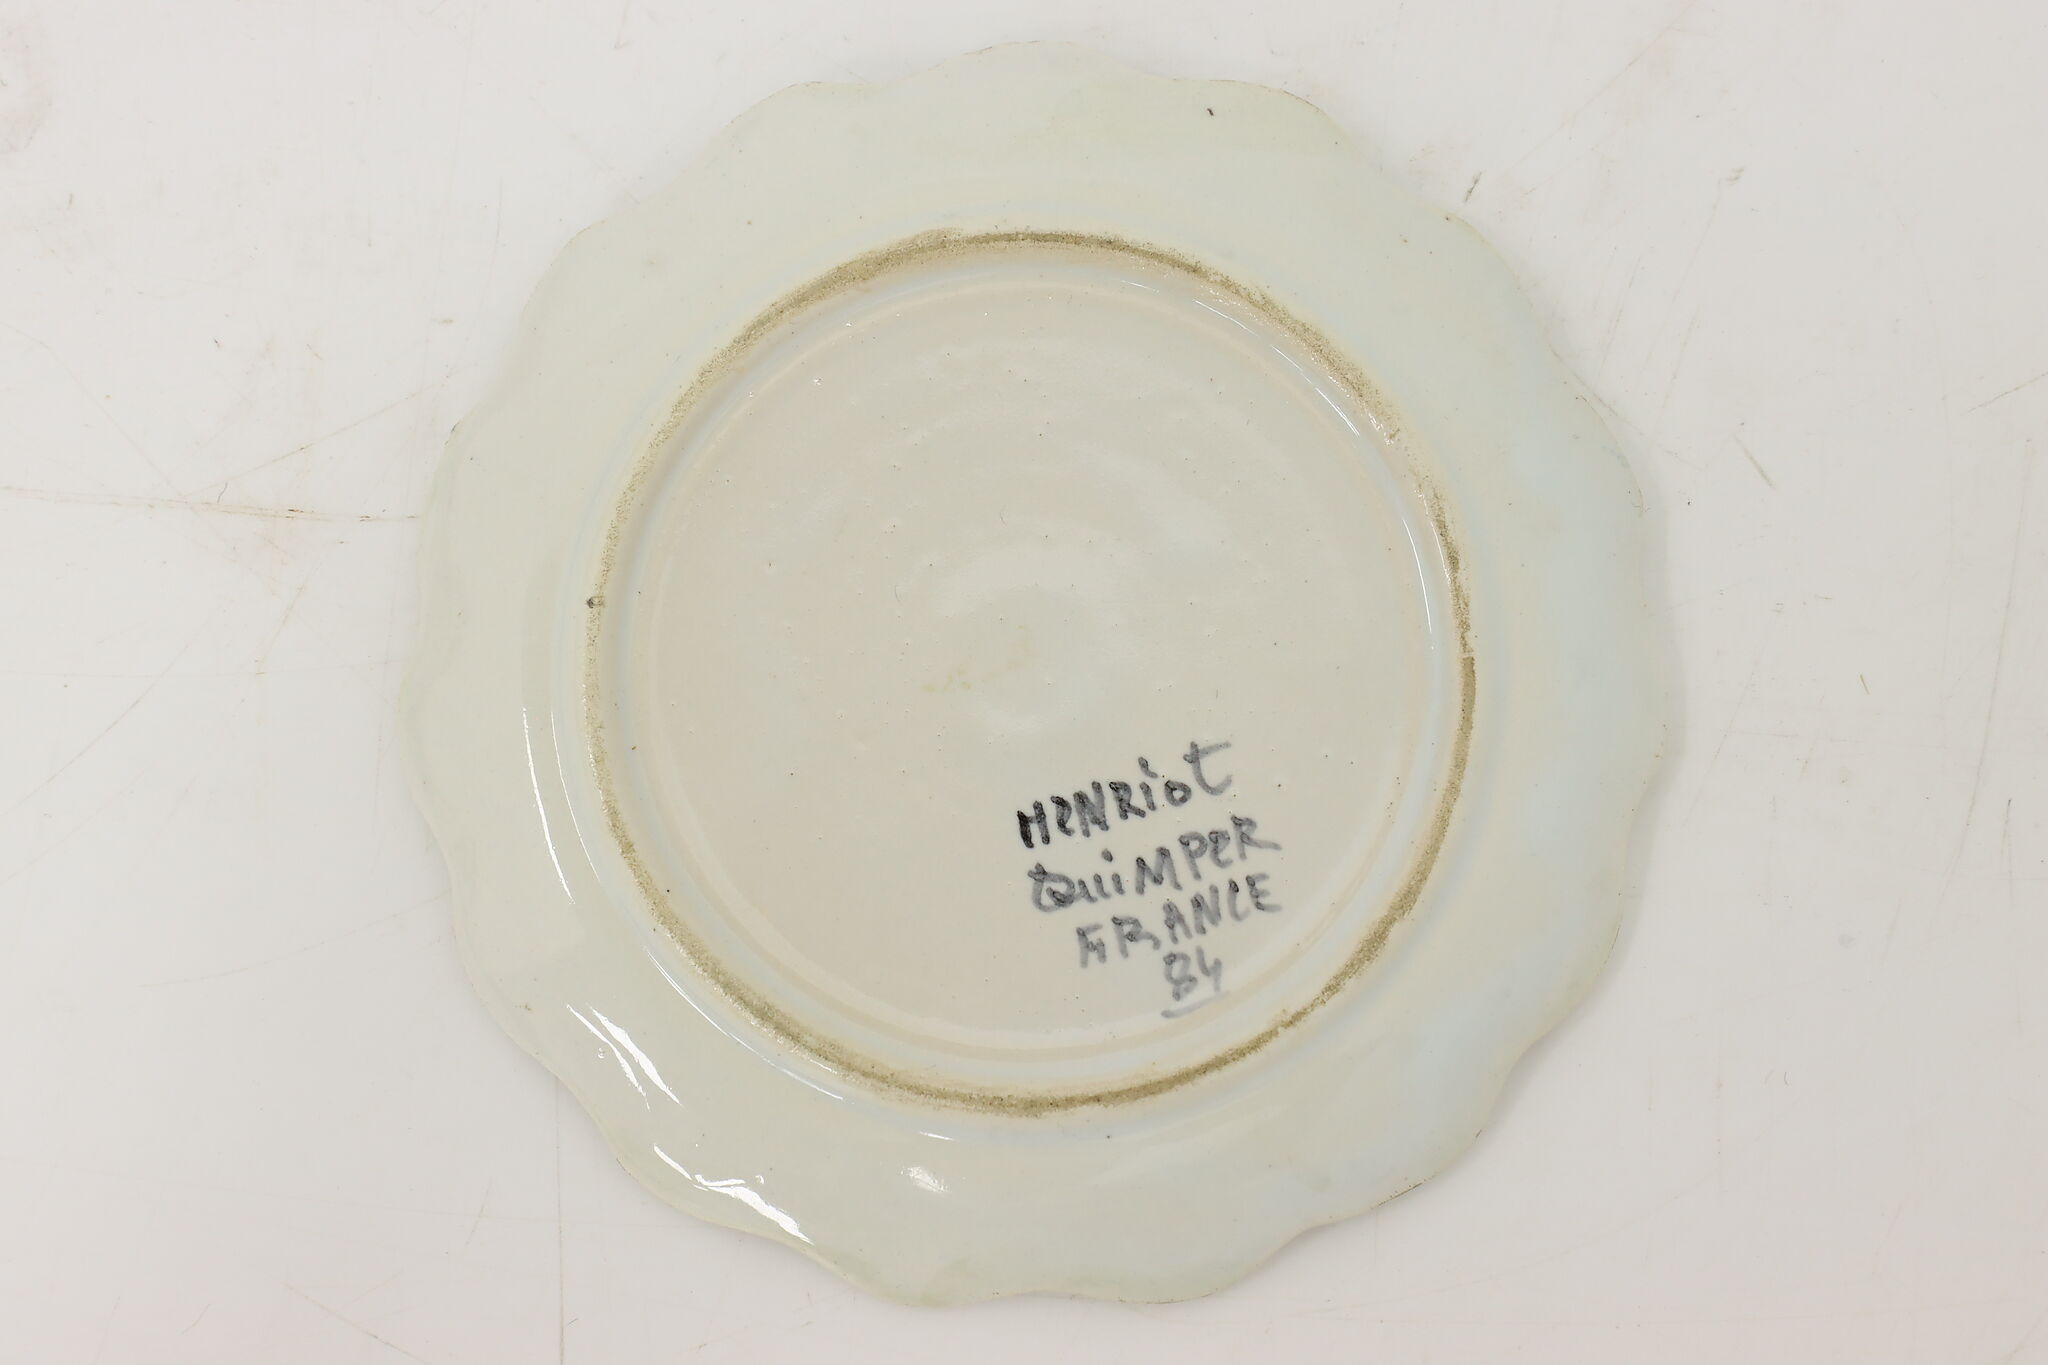 HENRiot
QuiMPER
FRANCE
84